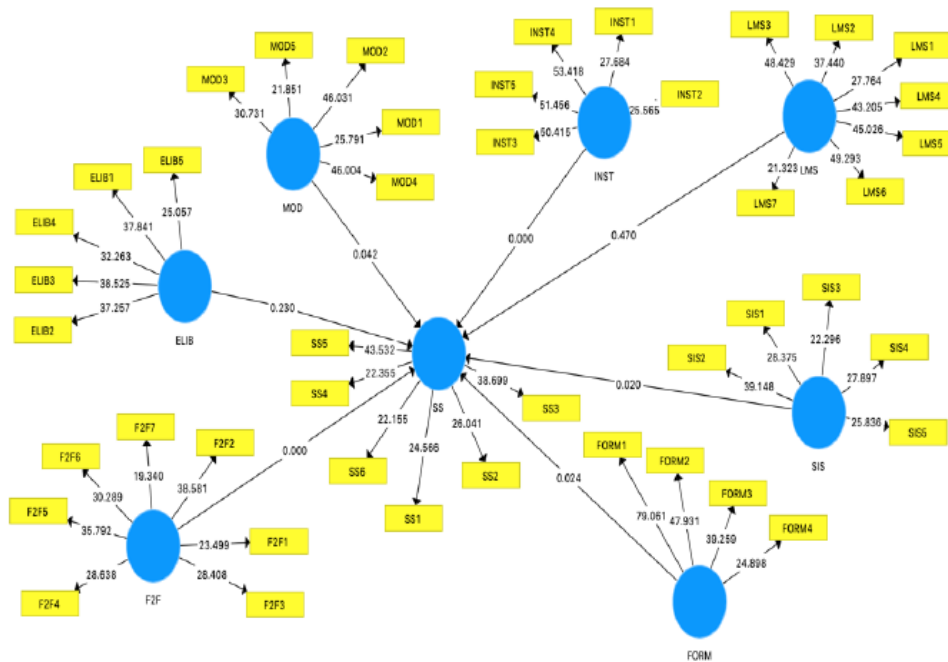 INST4
INST1
LMS3
LMS2
MOD5
MOD2
LMS1
MOD3
53.418
27.684
48.429
37.440
21.851
46.031
27.764
INST5
INST2
LMS4
30.731
51.456
25.565
43.205
MOD1
25.791
ELIB5
INST3
50.415
45.026
LMS5
ELIB1
21.323
LMS
49.293
46.004
MOD4
INST
LMS6
MOD
LMS7
25.057
37.841
ELIB4
0.000
0.470
32.263
0.042
ELIB3
38.525
SIS3
37.257
0.230
SIS1
ELIB2
ELIB
SS5
43.532
22.296
SIS4
SIS2
28.375
27.897
22.355
38.699
0.020
39.148
SS4
SS
SS3
F2F7
22.155
26.041
25.836
SIS5
F2F2
0.000
24.566
FORM1
SIS
F2F6
FORM2
SS6
SS2
0.024
19.340
38.581
FORM3
30.289
F2F5
SS1
79.061
47.931
35.792
39.259
FORM4
23.499
F2F1
24.898
28.638
28.408
F2F4
F2F
F2F3
FORM